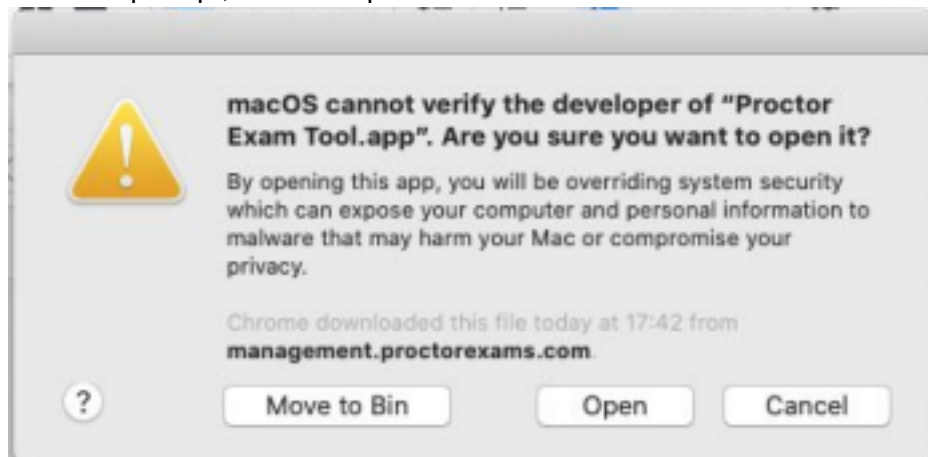 macOS cannot verify the developer of “Proctor
Exam Tool.app”. Are you sure you want to open it?
By opening this app, you will be overriding system security
which can expose your computer and personal information to
malware that may harm your Mac or compromise your
privacy.
Chrome downloaded this file today at 17:42 from
management.proctorexams.com.
?
Move to Bin
Open
Cancel